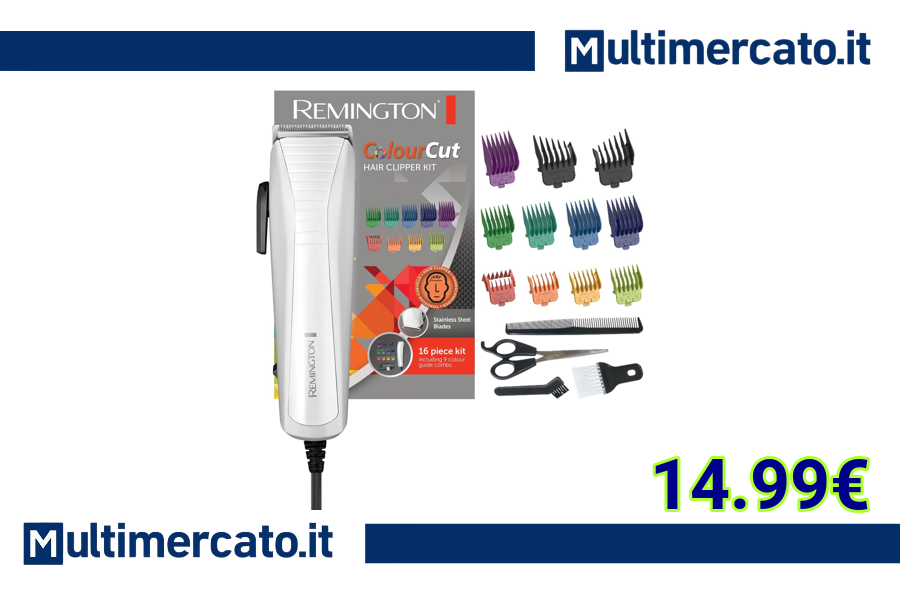 Multimercato.it
REMINGTON
ColourCut
HAIR CLIPPER KIT
Stainless Steel
Blades
16 piece kit
including 9 colour
guide combs
REMINGTON
14.99€
Multimercato.it